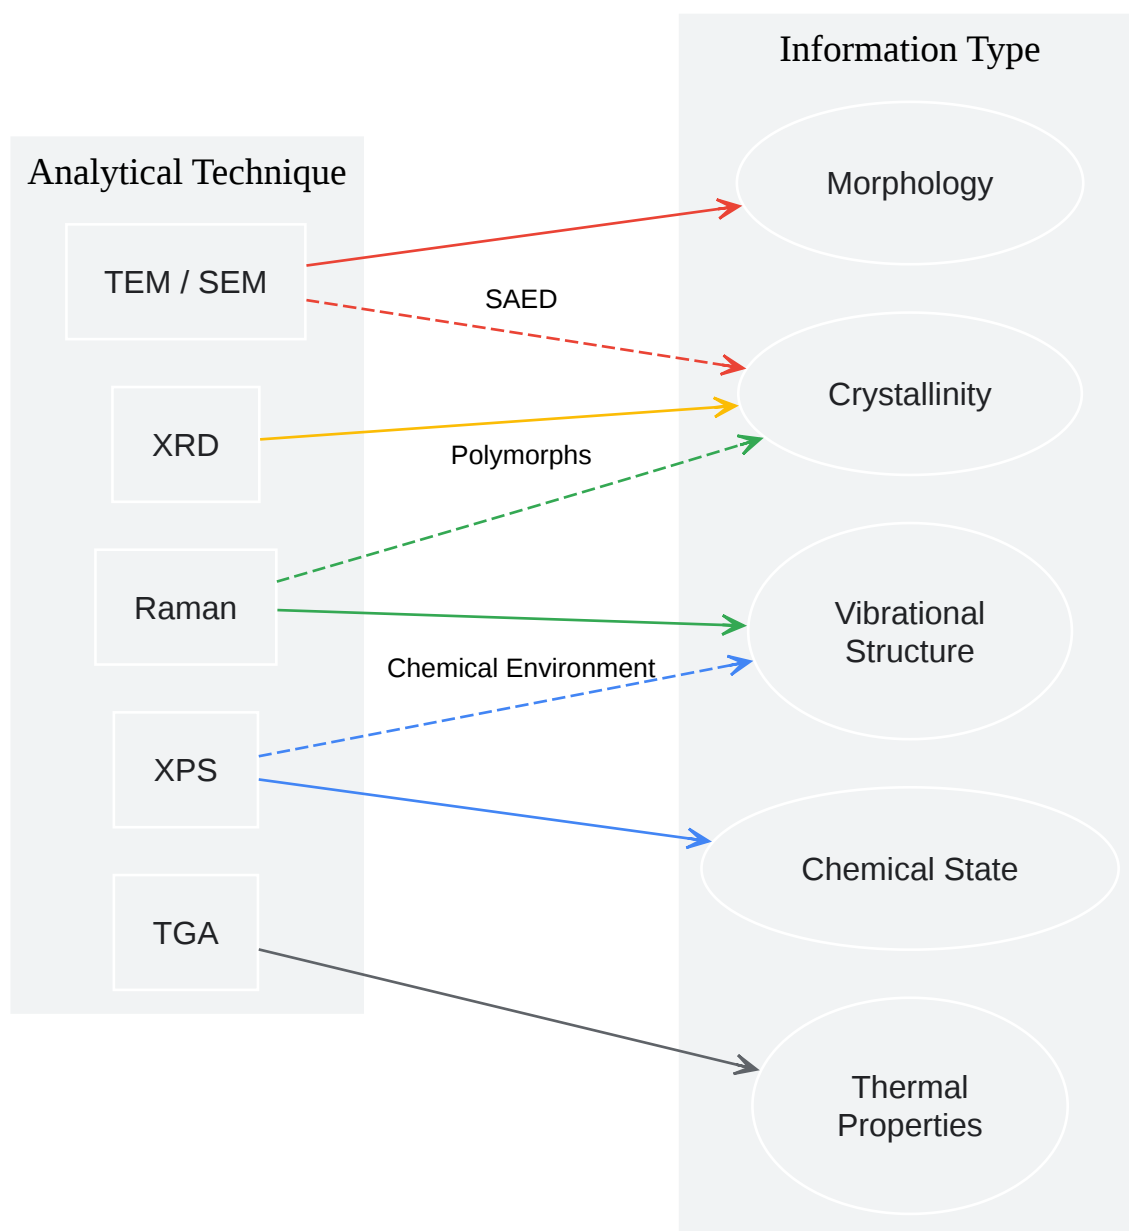 Information Type
Analytical Technique
Morphology
TEM / SEM
SAED
Crystallinity
XRD
Polymorphs
Raman
Vibrational
Structure
Chemical Environment
XPS
Chemical State
TGA
Thermal
Properties